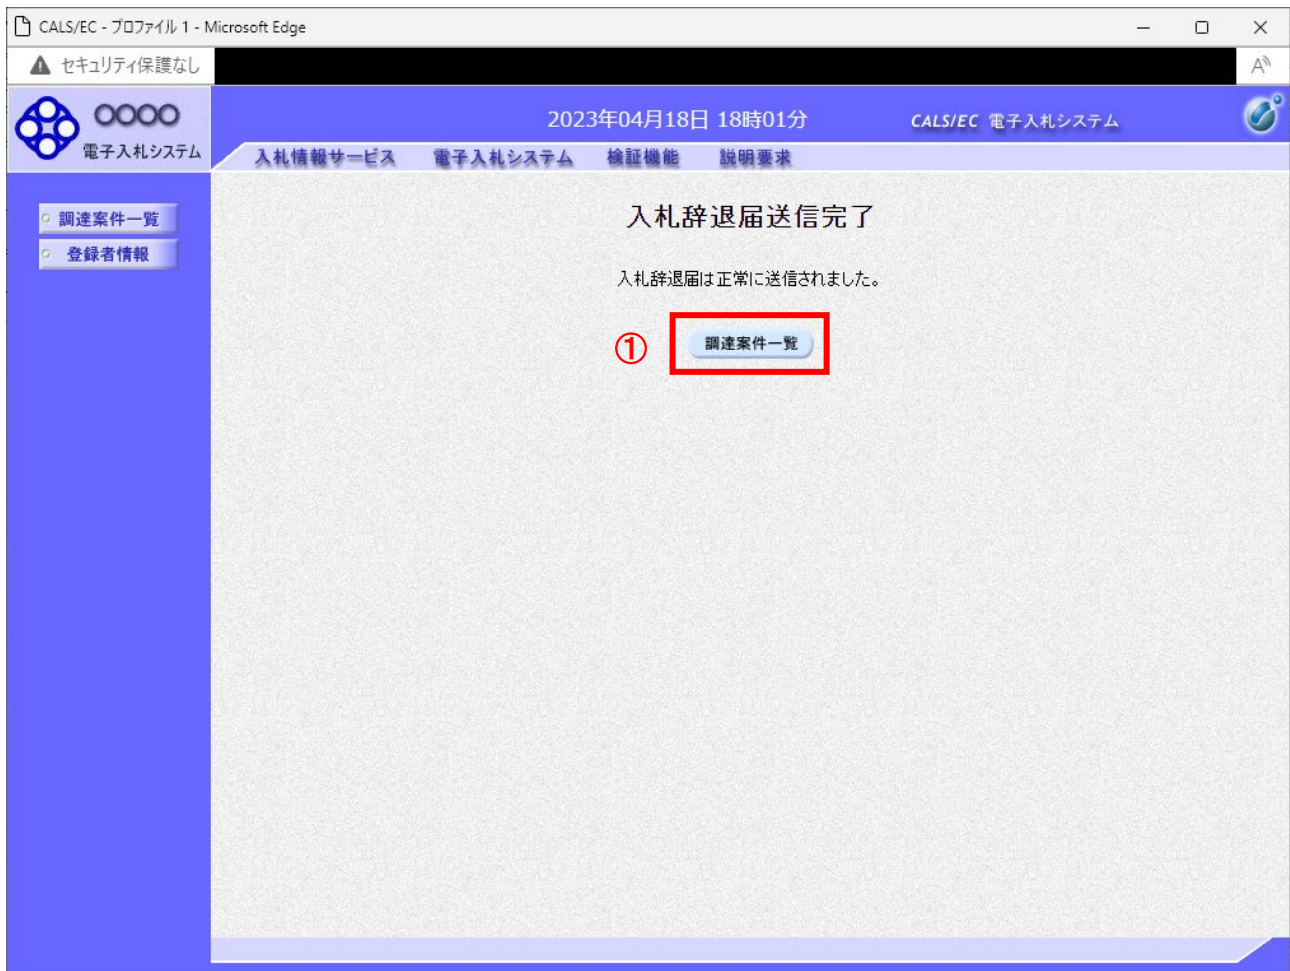 CALS/EC - プロファイル 1 - Microsoft Edge
セキュリティ保護なし
OOOO
電子入札システム
2023年04月18日 18時01分
CALS/EC 電子入札システム
入札情報サービス 電子入札システム 検証機能 説明要求
調達案件一覧
登録者情報
入札辞退届送信完了
入札辞退届は正常に送信されました。
① 調達案件一覧